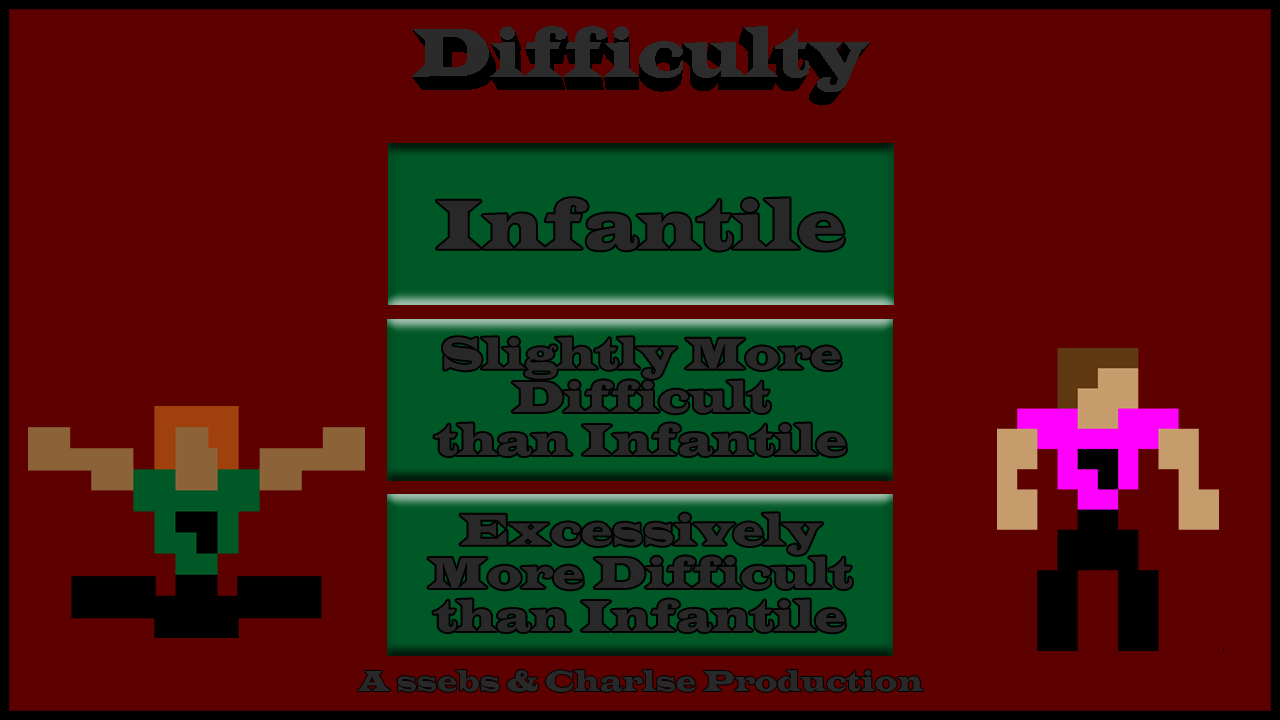 Difficulty
Infantile
Slightly More
Difficult
than Infantile
Excessively
More Difficult
than Infantile
A ssebs & Charlse Production